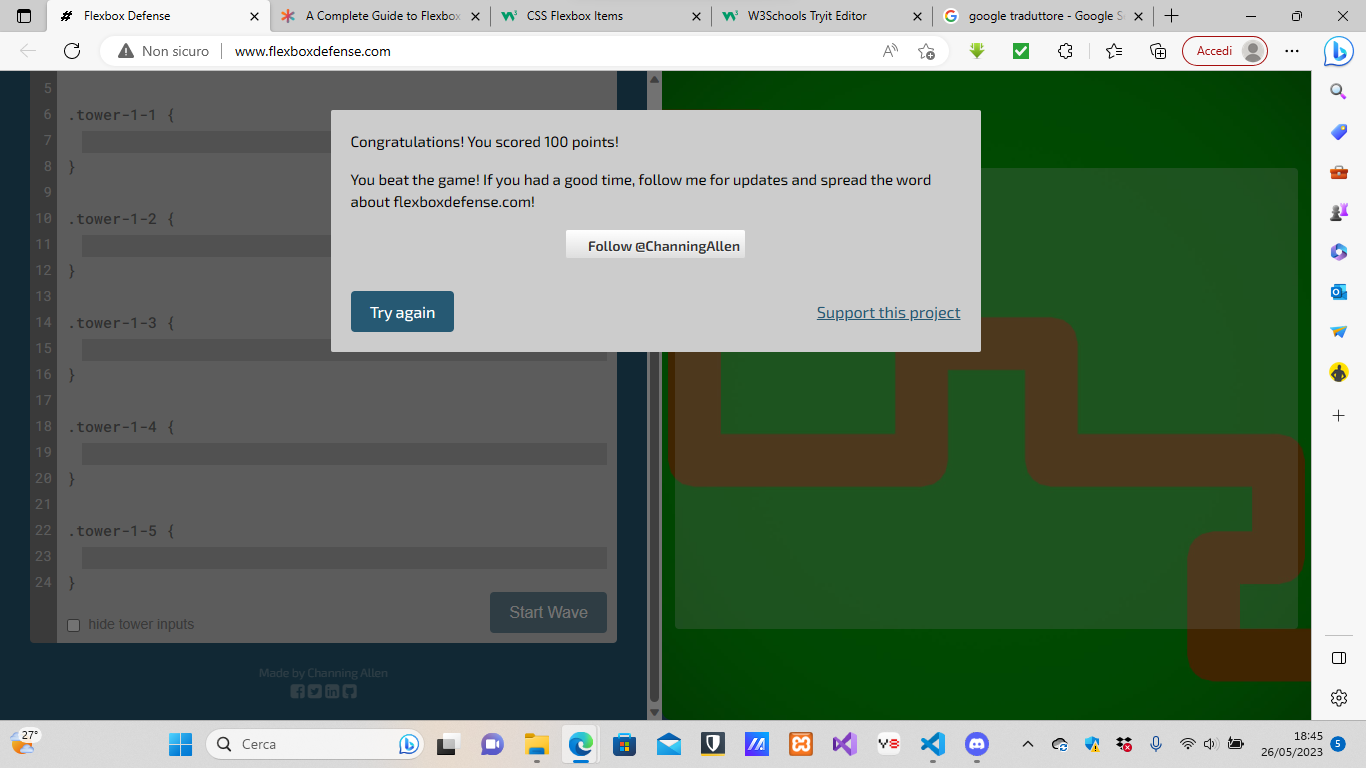 Flexbox Defense
A Complete Guide to Flexbox
CSS Flexbox Items
W3Schools Tryit Editor
google traduttore - Google S
Non sicuro
www.flexboxdefense.com
Accedi
5
6 .tower-1-1 {
7
8 }
9
10 .tower-1-2 {
11
12 }
13
14 .tower-1-3 {
15
16 }
17
18 .tower-1-4 {
19
20 }
21
22 .tower-1-5 {
23
24 }
hide tower inputs
Start Wave
Made by Channing Allen
Congratulations! You scored 100 points!
You beat the game! If you had a good time, follow me for updates and spread the word
about flexboxdefense.com!
Follow @ChanningAllen
Try again
Support this project
27°
Cerca
18:45
26/05/2023
5